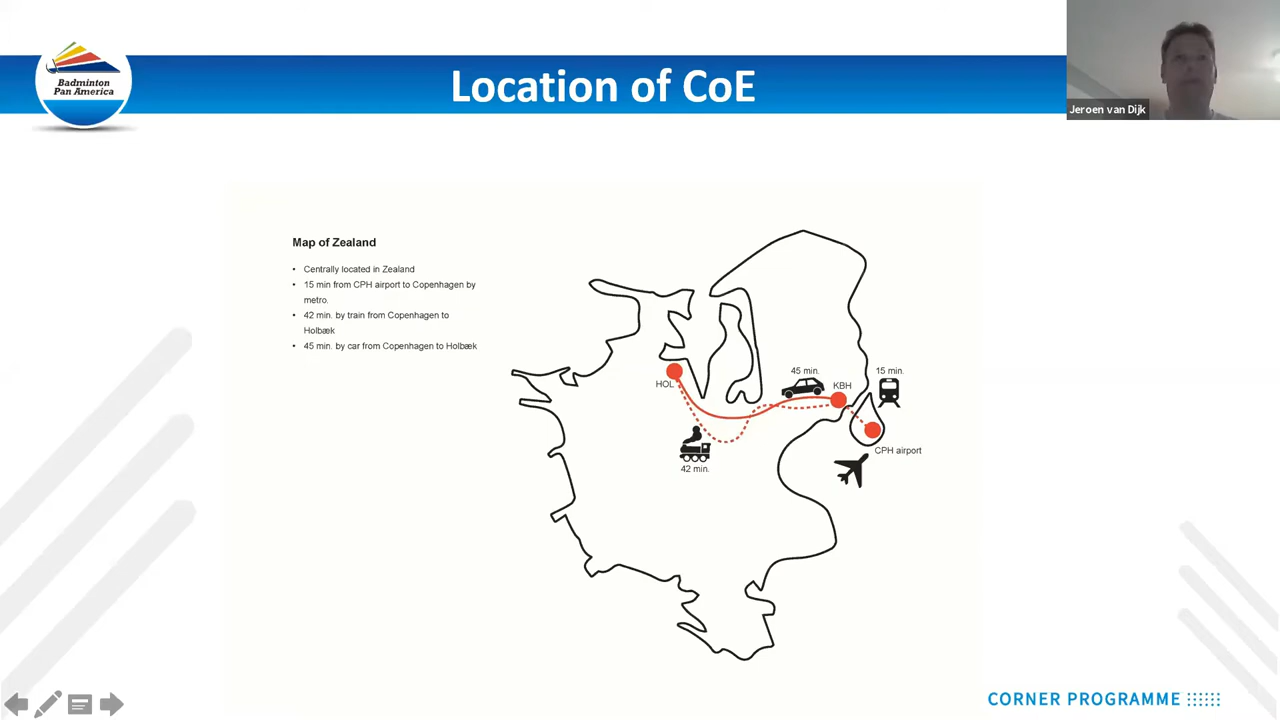 Badminton
Pan America
Location of CoE
Jeroen van Dijk
Map of Zealand
• Centrally located in Zealand
• 15 min from CPH airport to Copenhagen by
metro.
• 42 min. by train from Copenhagen to
Holbæk
• 45 min. by car from Copenhagen to Holbæk
45 min.
15 min.
HOL
KBH
CPH airport
42 min.
CORNER PROGRAMME